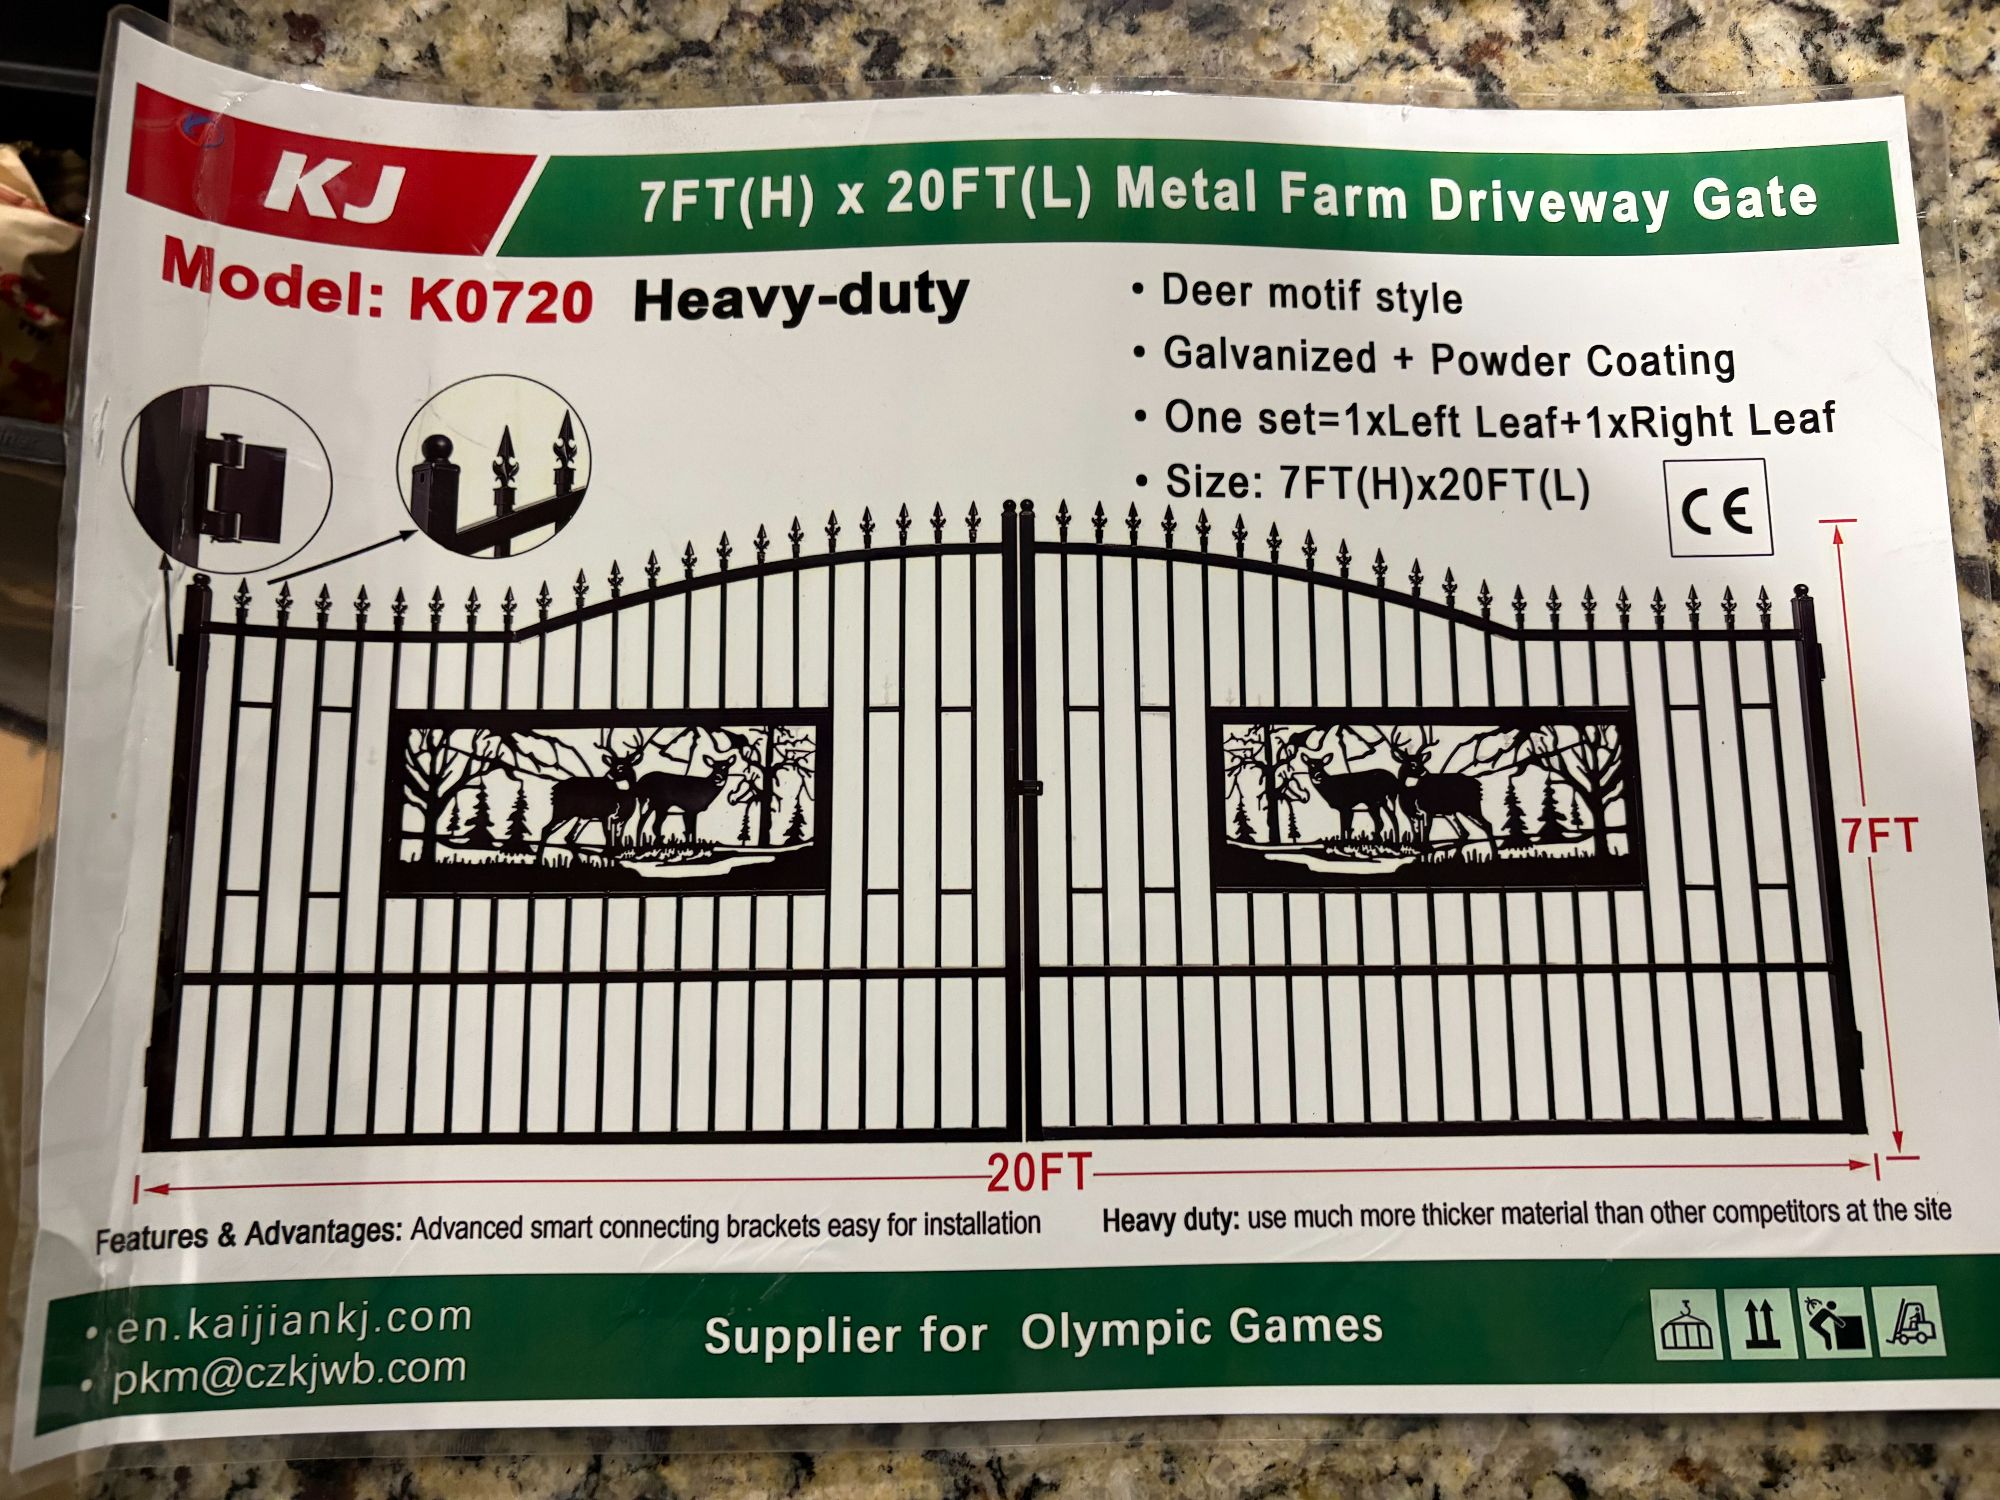 KJ
7FT(H) x 20FT(L) Metal Farm Driveway Gate
Model: K0720 Heavy-duty
• Deer motif style
• Galvanized + Powder Coating
• One set=1xLeft Leaf+1xRight Leaf
• Size: 7FT(H)x20FT(L)
CE
7FT
20FT
Features & Advantages: Advanced smart connecting brackets easy for installation
Heavy duty: use much more thicker material than other competitors at the site
• en.kaijiankj.com
• pkm@czkjwb.com
Supplier for Olympic Games
3